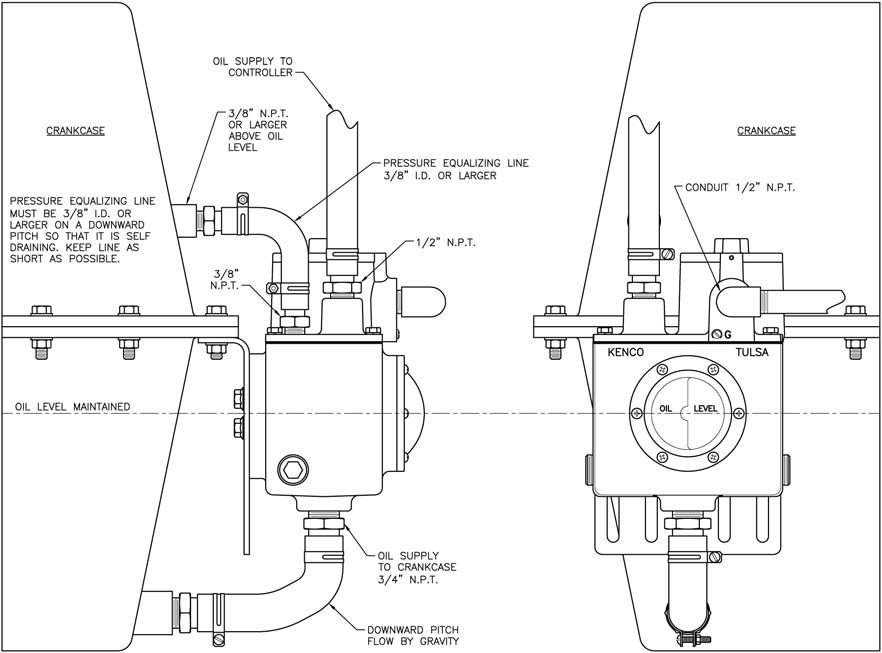 OIL SUPPLY TO
CONTROLLER
3/8" N.P.T.
OR LARGER
ABOVE OIL
LEVEL
CRANKCASE
PRESSURE EQUALIZING LINE
3/8" I.D. OR LARGER
PRESSURE EQUALIZING LINE
MUST BE 3/8" I.D. OR
LARGER ON A DOWNWARD
PITCH SO THAT IT IS SELF
DRAINING. KEEP LINE AS
SHORT AS POSSIBLE.
1/2" N.P.T.
3/8"
N.P.T.
OIL LEVEL MAINTAINED
OIL SUPPLY
TO CRANKCASE
3/4" N.P.T.
DOWNWARD PITCH
FLOW BY GRAVITY
CRANKCASE
CONDUIT 1/2" N.P.T.
G
KENCO TULSA
OIL LEVEL